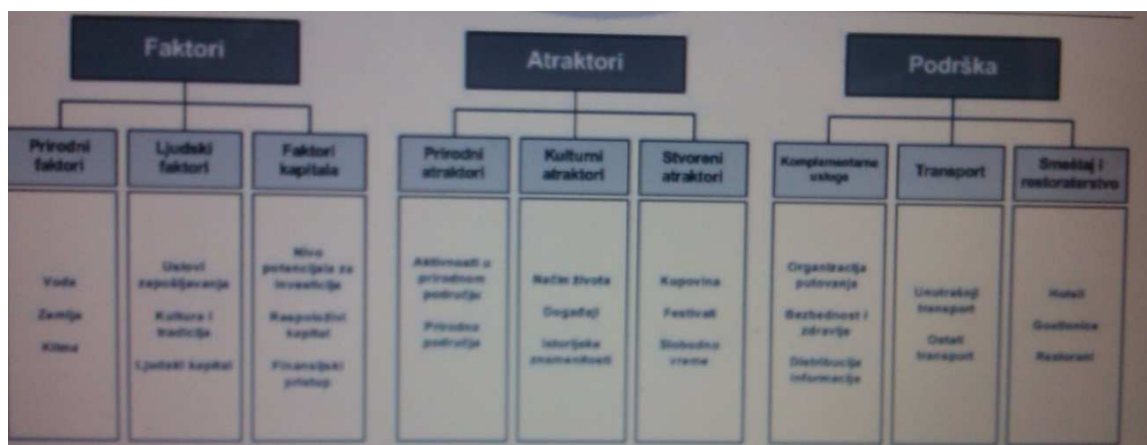 Faktori
Prirodni
faktori
Ljudski
faktori
Faktori
kapitala
Voda
Zemlja
Klima
Uslovi
zapošljavanja
Kultura i
tradicija
Ljudski kapital
Nivo
potencijala za
investicije
Raspoloživi
kapital
Finansijski
pristup
Atraktori
Prirodni
atraktori
Kulturni
atraktori
Stvoreni
atraktori
Aktivnosti u
prirodnom
području
Prirodno
područje
Način života
Događaji
Istorijske
znamenitosti
Kupovina
Festivali
Slobodno
vreme
Podrška
Komplementarne
usluge
Transport
Smeštaj i
restoraterstvo
Organizacija
putovanja
Bezbednost i
zdravlje
Distribucija
informacija
Unutrašnji
transport
Ostali
transport
Hoteli
Gostionice
Restorani